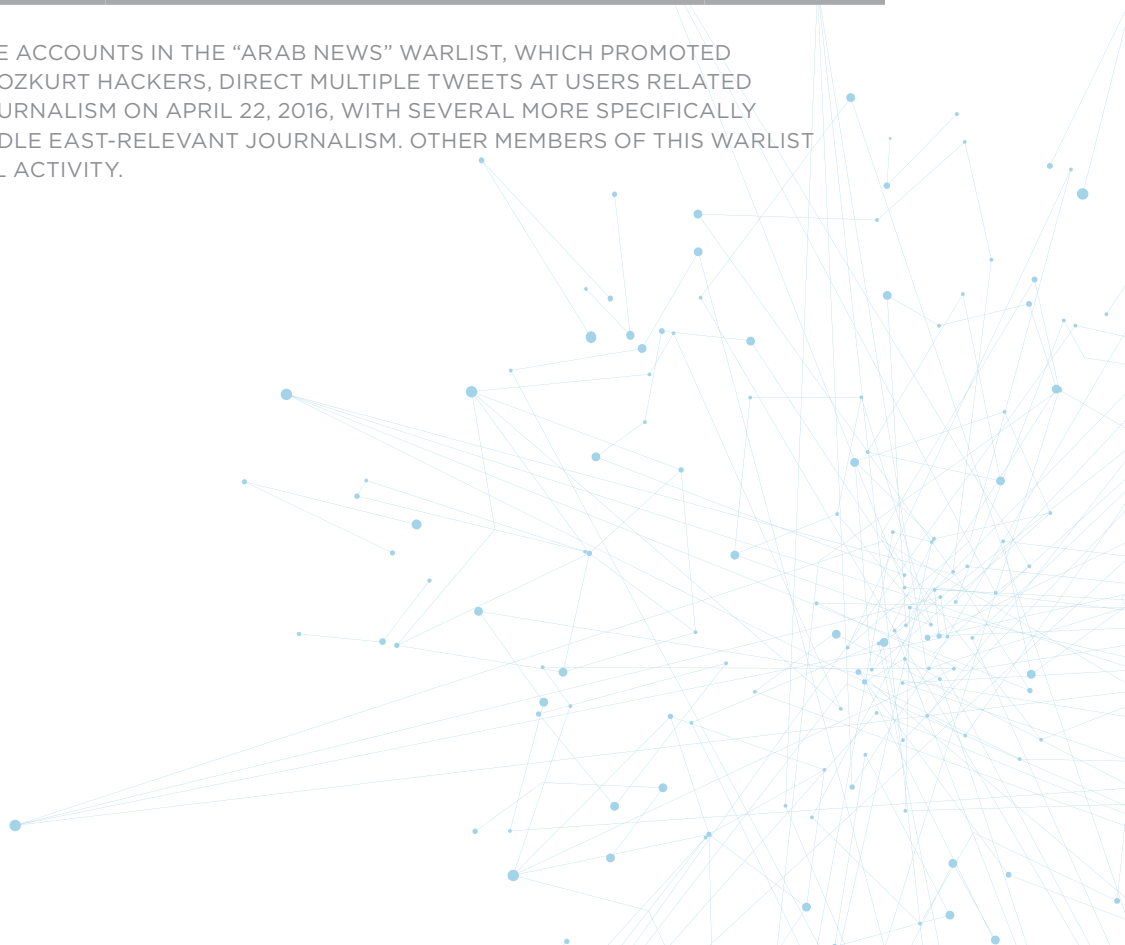 E ACCOUNTS IN THE “ARAB NEWS” WARLIST, WHICH PROMOTED
OZKURT HACKERS, DIRECT MULTIPLE TWEETS AT USERS RELATED
URNALISM ON APRIL 22, 2016, WITH SEVERAL MORE SPECIFICALLY
DLE EAST-RELEVANT JOURNALISM. OTHER MEMBERS OF THIS WARLIST
L ACTIVITY.